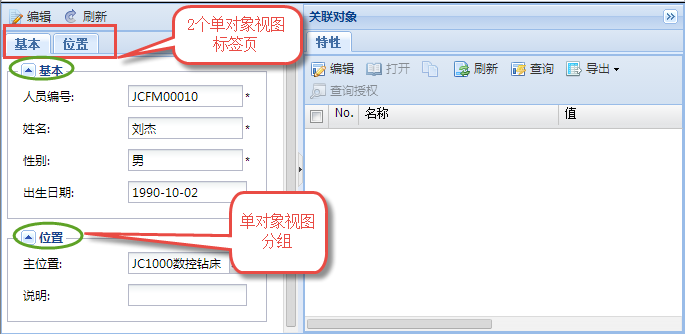 编辑 刷新
基本 位置
2个单对象视图
标签页
基本
人员编号: JCFM00010 *
姓名: 刘杰 *
性别: 男 *
出生日期: 1990-10-02
位置
主位置: JC1000数控钻床
说明:
单对象视图
分组
关联对象
特性
编辑 打开 刷新 查询 导出
查询授权
No. 名称 值